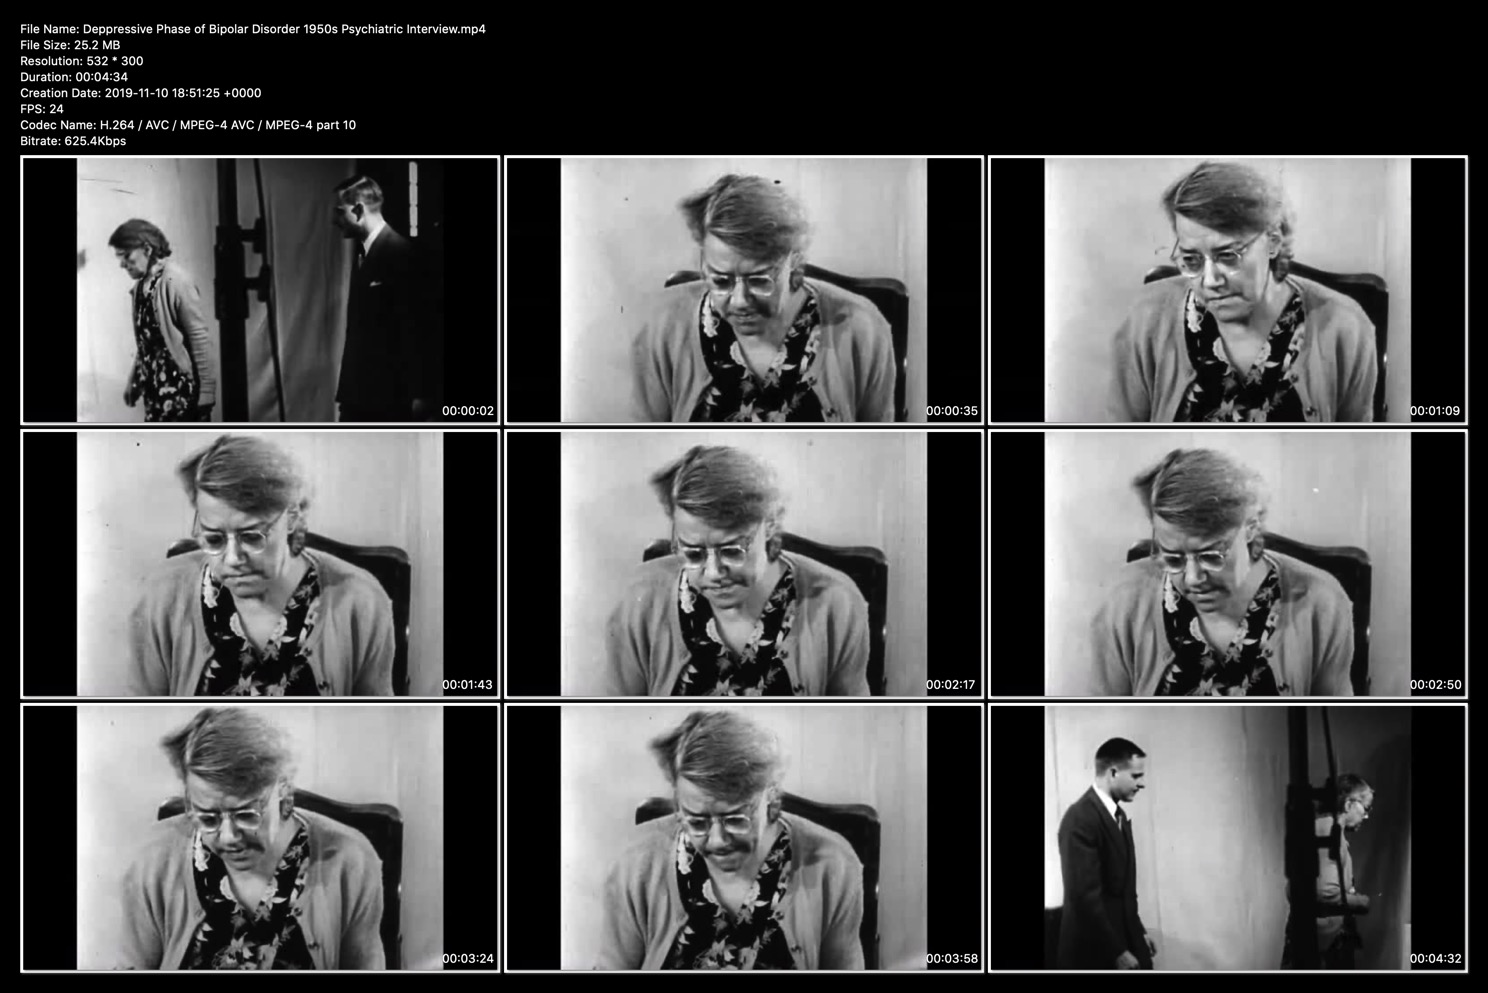 File Name: Deppressive Phase of Bipolar Disorder 1950s Psychiatric Interview.mp4
File Size: 25.2 MB
Resolution: 532 * 300
Duration: 00:04:34
Creation Date: 2019-11-10 18:51:25 +0000
FPS: 24
Codec Name: H.264 / AVC / MPEG-4 AVC / MPEG-4 part 10
Bitrate: 625.4Kbps
00:00:02
00:00:35
00:01:09
00:01:43
00:02:17
00:02:50
00:03:24
00:03:58
00:04:32